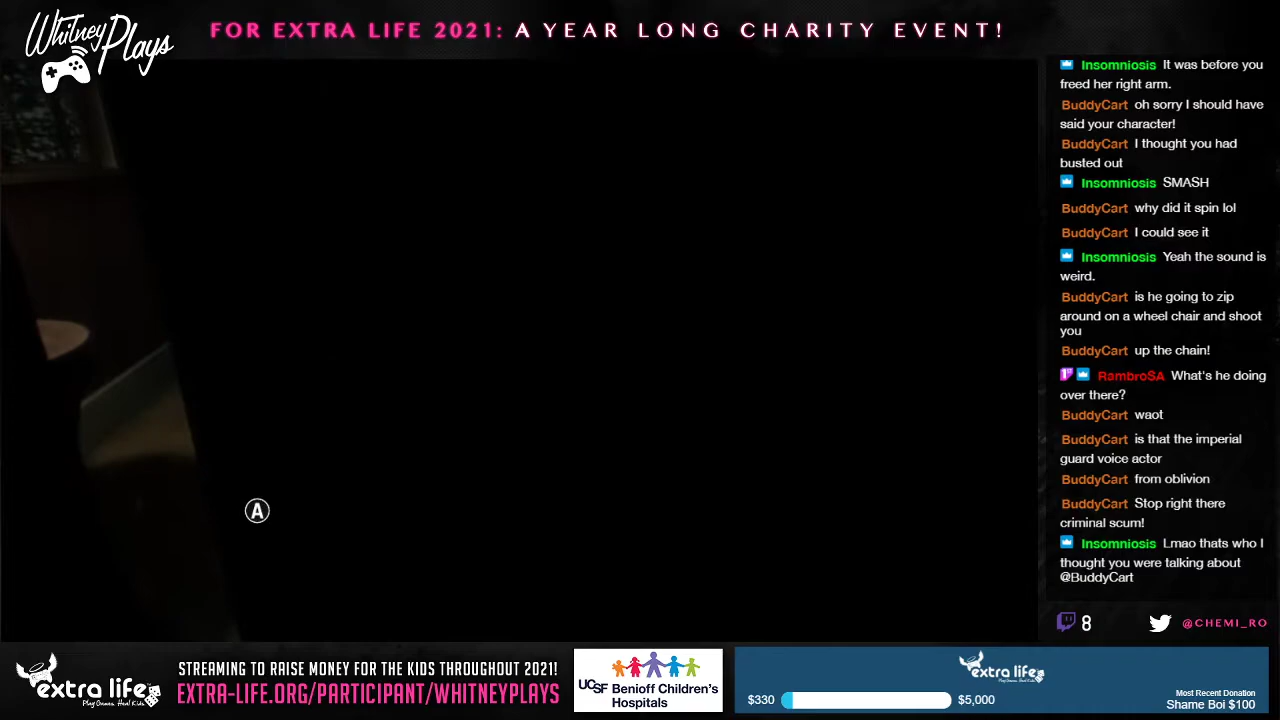 Whitney Plays
FOR EXTRA LIFE 2021: A YEAR LONG CHARITY EVENT!
Insomniosis It was before you
freed her right arm.
BuddyCart oh sorry I should have
said your character!
BuddyCart I thought you had
busted out
Insomniosis SMASH
BuddyCart why did it spin lol
BuddyCart I could see it
Insomniosis Yeah the sound is
weird.
BuddyCart is he going to zip
around on a wheel chair and shoot
you
BuddyCart up the chain!
RambroSA What's he doing
over there?
BuddyCart waot
BuddyCart is that the imperial
guard voice actor
BuddyCart from oblivion
BuddyCart Stop right there
criminal scum!
Insomniosis Lmao thats who I
thought you were talking about
@BuddyCart
A
8
@CHEMI_RO
extra life
Play Games. Heal Kids.
STREAMING TO RAISE MONEY FOR THE KIDS THROUGHOUT 2021!
EXTRA-LIFE.ORG/PARTICIPANT/WHITNEYPLAYS
UCSF Benioff Children's
Hospitals
extra life
$330
$5,000
Most Recent Donation
Shame Boi $100